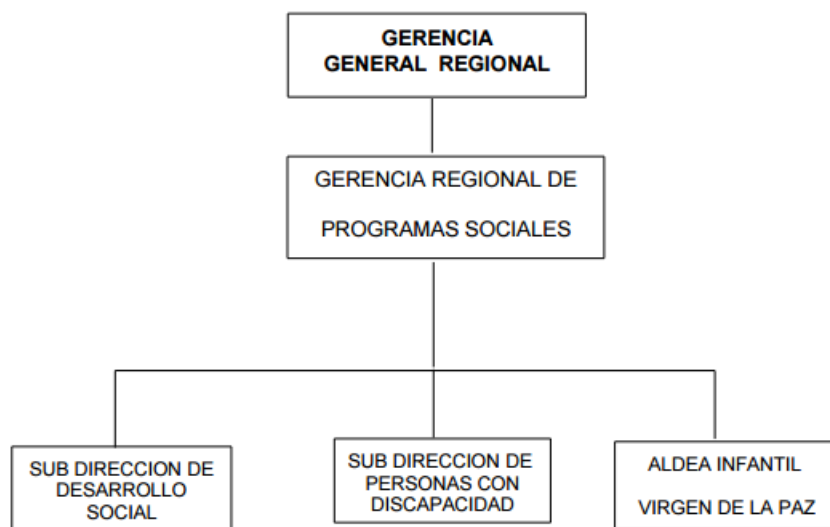 GERENCIA
GENERAL REGIONAL
GERENCIA REGIONAL DE
PROGRAMAS SOCIALES
SUB DIRECCION DE
DESARROLLO
SOCIAL
SUB DIRECCION DE
PERSONAS CON
DISCAPACIDAD
ALDEA INFANTIL
VIRGEN DE LA PAZ